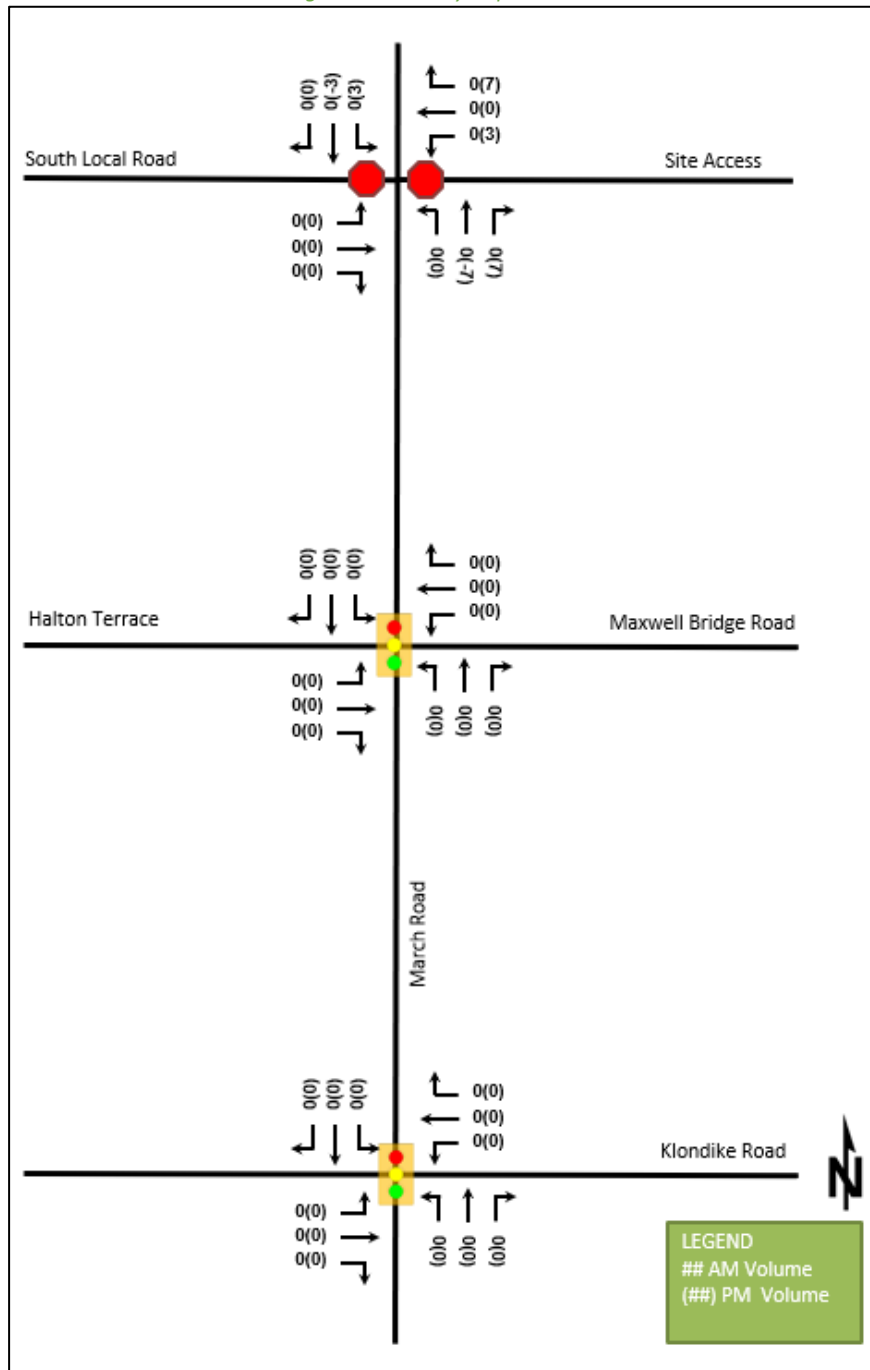 0(0) 0(-3) 0(3)
0(7)
0(0)
0(3)
South Local Road
Site Access
0(0)
0(0)
0(0)
0(0) 0(-7) 0(7)
0(0) 0(0) 0(0)
0(0)
0(0)
0(0)
Halton Terrace
Maxwell Bridge Road
0(0)
0(0)
0(0)
0(0) 0(0) 0(0)
March Road
0(0) 0(0) 0(0)
0(0)
0(0)
0(0)
Klondike Road
0(0)
0(0)
0(0)
0(0) 0(0) 0(0)
N
LEGEND
## AM Volume
(##) PM Volume